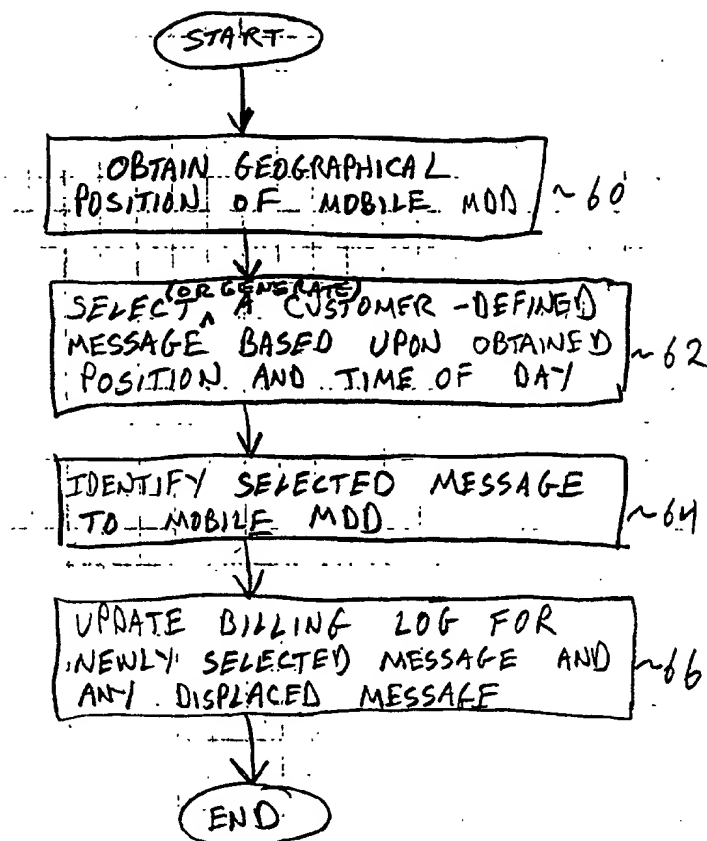 START
OBTAIN GEOGRAPHICAL
POSITION OF MOBILE MDD ~60
(OR GENERATE)
SELECT ^ A CUSTOMER-DEFINED
MESSAGE BASED UPON OBTAINED
POSITION AND TIME OF DAY ~62
IDENTIFY SELECTED MESSAGE
TO MOBILE MDD ~64
UPDATE BILLING LOG FOR
NEWLY SELECTED MESSAGE AND
ANY DISPLACED MESSAGE ~66
END